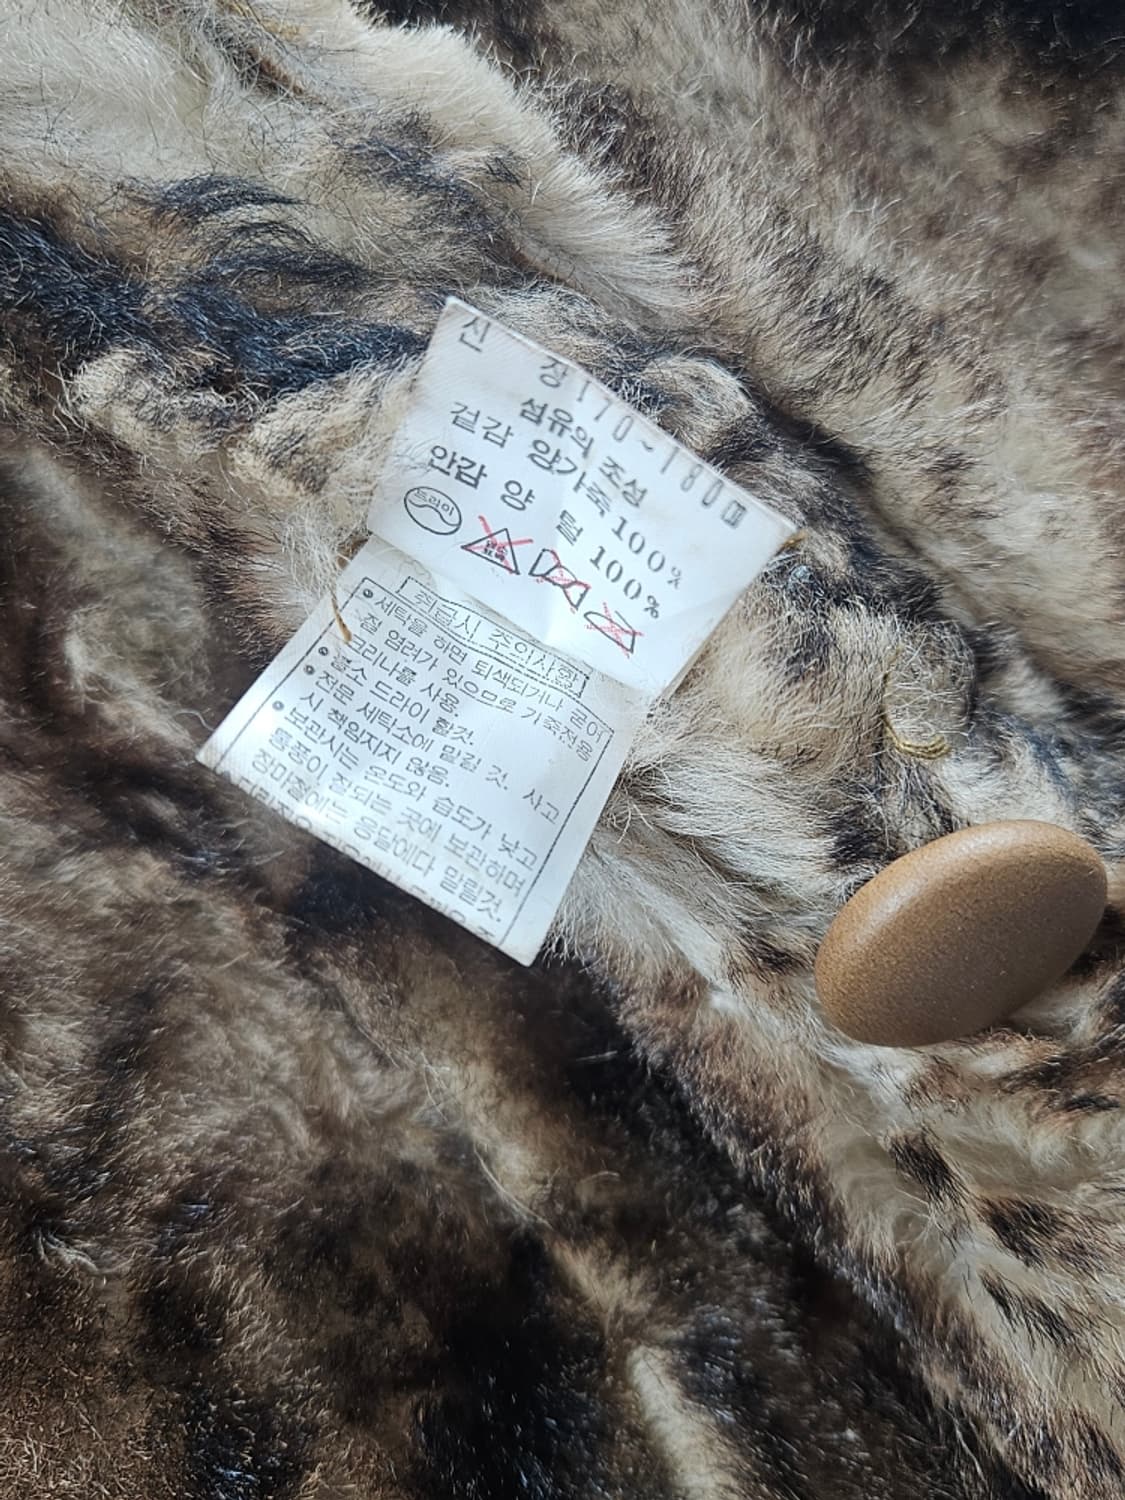 신 장 170~180㎝
섬유의 조성
겉감 양가죽 100%
안감 양 털 100%
드라이
취급시 주의사항
• 세탁을 하면 퇴색되거나 굳어
질 염려가 있으므로 가죽전용
크리나를 사용.
• 불소 드라이 할것.
• 전문 세탁소에 맡길 것. 사고
시 책임지지 않음.
• 보관시는 온도와 습도가 낮고
통풍이 잘되는 곳에 보관하며
장마철에는 응달에다 말릴것.